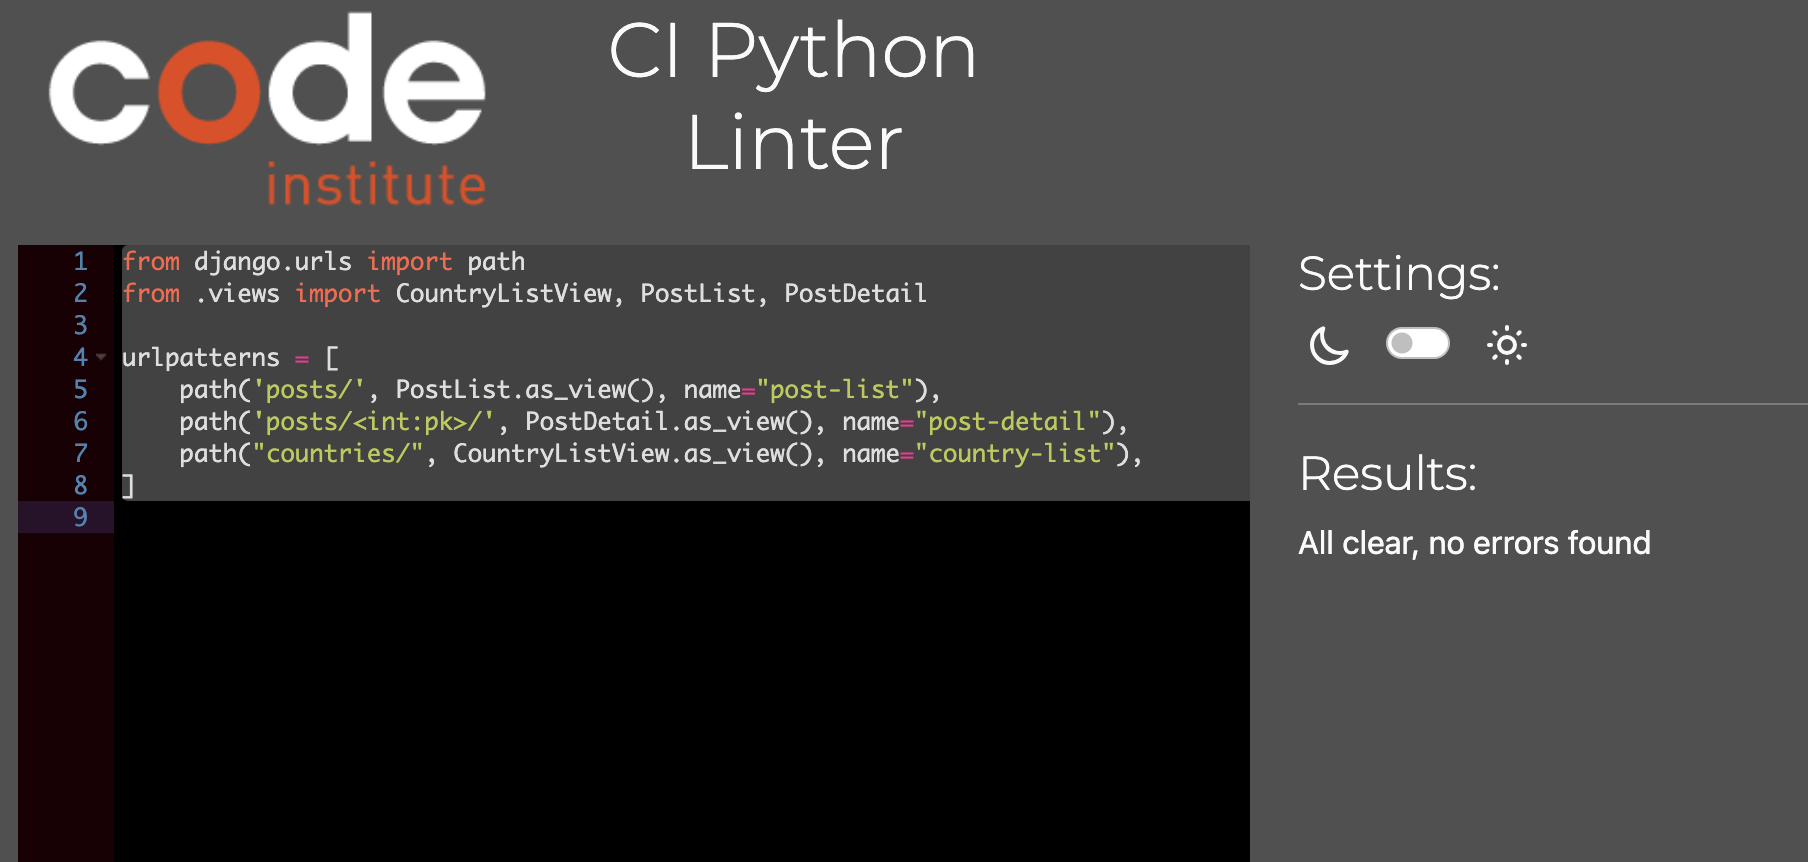 code
institute
CI Python
Linter
1 from django.urls import path
2 from .views import CountryListView, PostList, PostDetail
3
4 urlpatterns = [
5     path('posts/', PostList.as_view(), name="post-list"),
6     path('posts/<int:pk>/', PostDetail.as_view(), name="post-detail"),
7     path("countries/", CountryListView.as_view(), name="country-list"),
8 ]
9
Settings:
Results:
All clear, no errors found